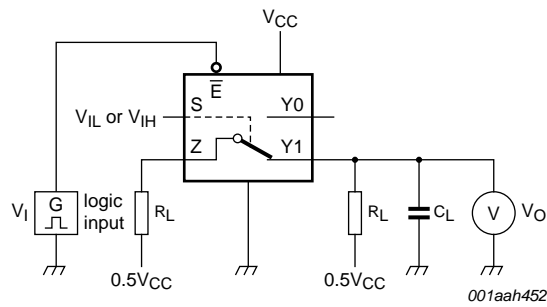 VCC
E
S
Y0
VIL or VIH
Z
Y1
VI
G
logic
input
RL
RL
CL
V
VO
0.5VCC
0.5VCC
001aah452